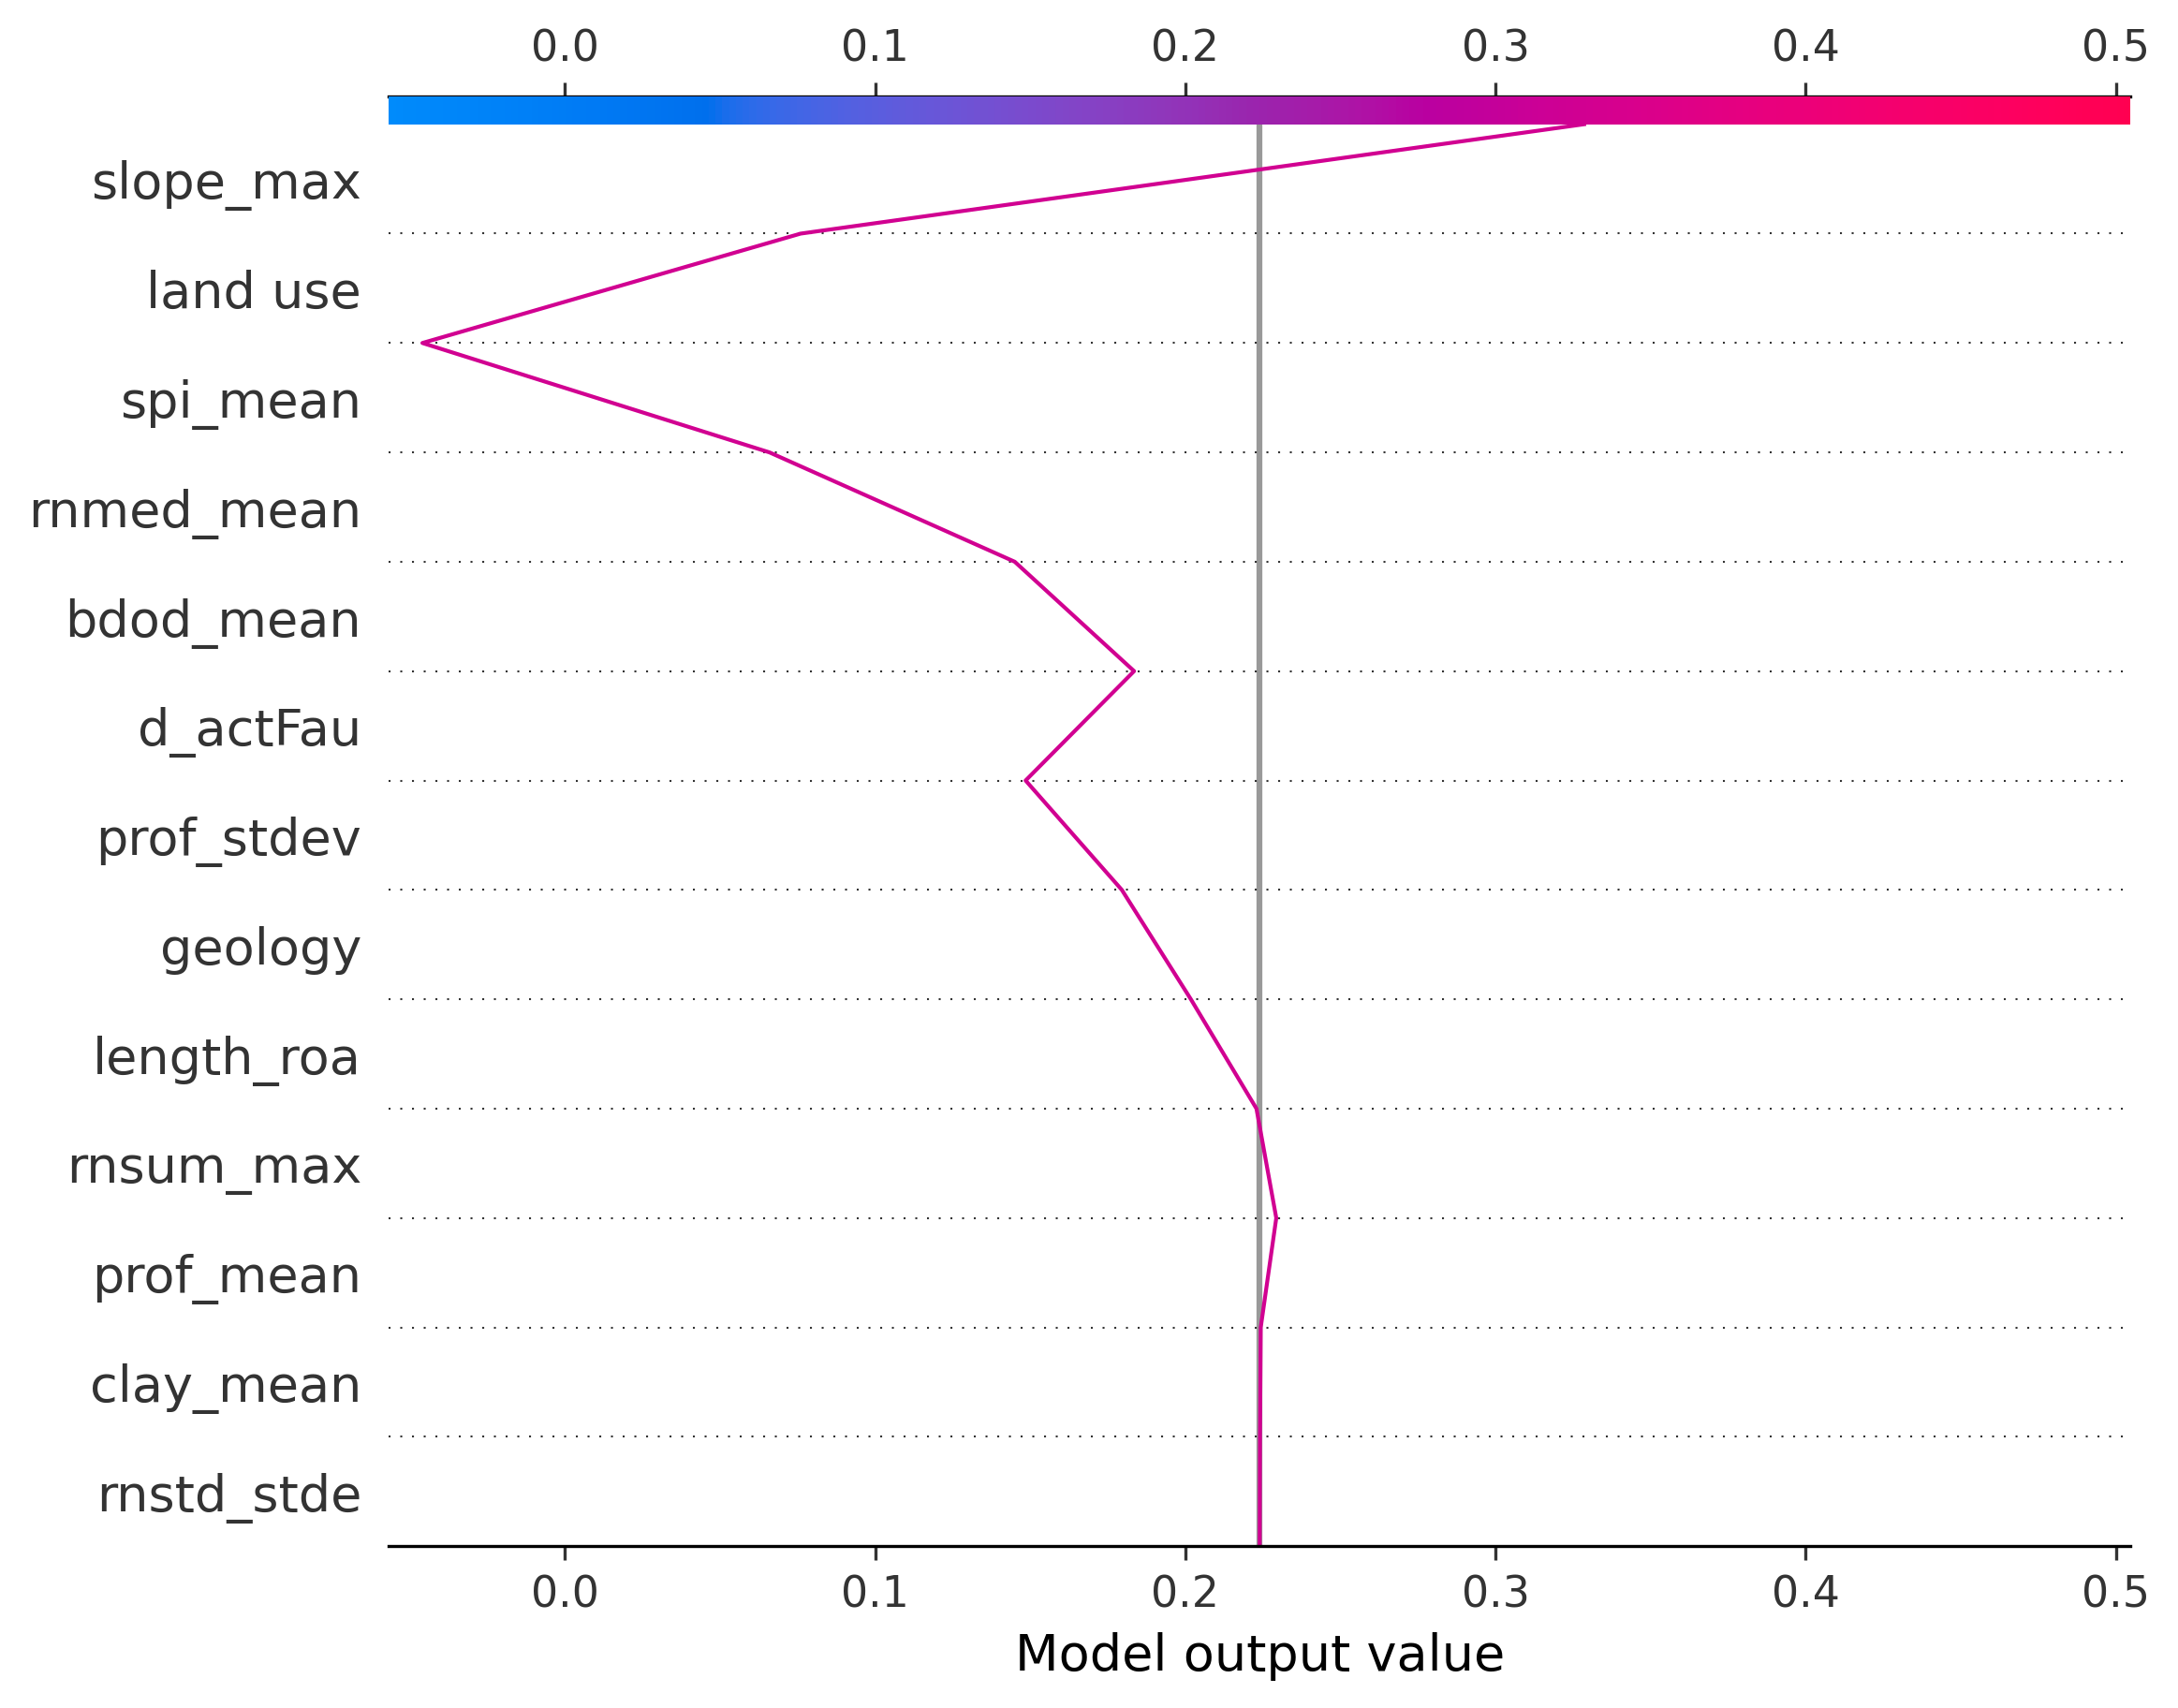 0.0 0.1 0.2 0.3 0.4 0.5
slope_max
land use
spi_mean
rnmed_mean
bdod_mean
d_actFau
prof_stdev
geology
length_roa
rnsum_max
prof_mean
clay_mean
rnstd_stde
0.0 0.1 0.2 0.3 0.4 0.5
Model output value